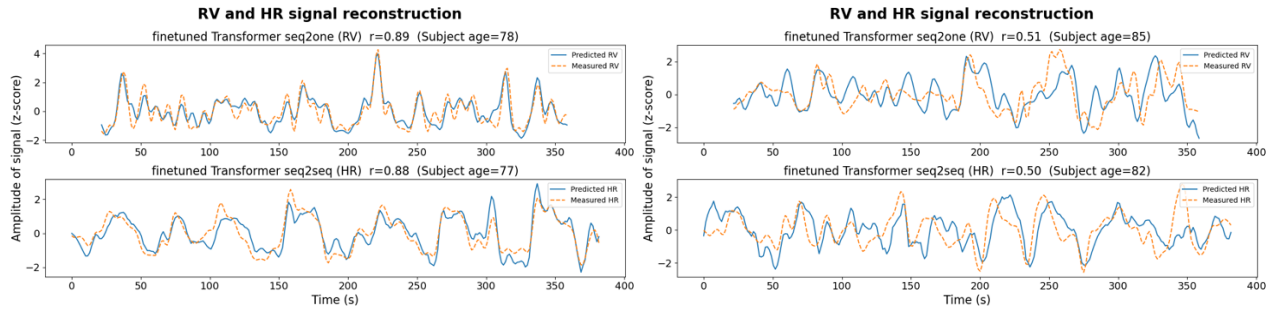 RV and HR signal reconstruction
finetuned Transformer seq2one (RV)  r=0.89  (Subject age=78)
Predicted RV
Measured RV
4
2
0
−2
0 50 100 150 200 250 300 350 400
finetuned Transformer seq2seq (HR)  r=0.88  (Subject age=77)
Predicted HR
Measured HR
2
0
−2
0 50 100 150 200 250 300 350 400
Time (s)
Amplitude of signal (z-score)
RV and HR signal reconstruction
finetuned Transformer seq2one (RV)  r=0.51  (Subject age=85)
Predicted RV
Measured RV
2
0
−2
0 50 100 150 200 250 300 350 400
finetuned Transformer seq2seq (HR)  r=0.50  (Subject age=82)
Predicted HR
Measured HR
2
0
−2
0 50 100 150 200 250 300 350 400
Time (s)
Amplitude of signal (z-score)